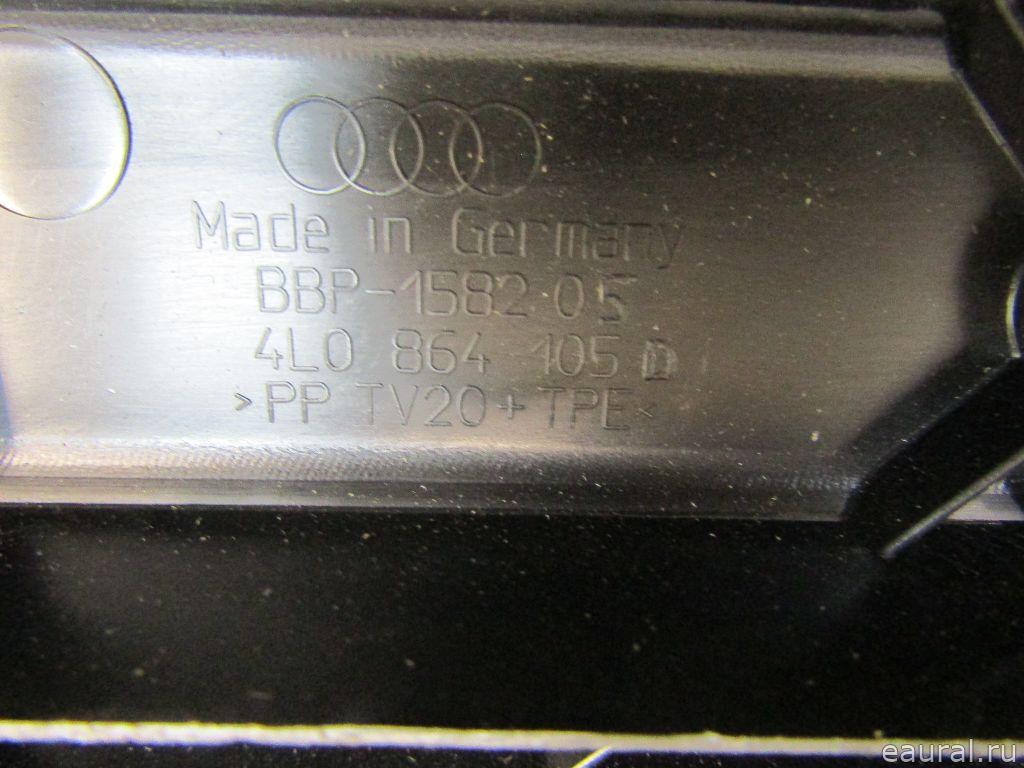 Made in Germany
BBP-1582 05
4L0 864 105 D
>PP TV20+TPE<
eaural.ru